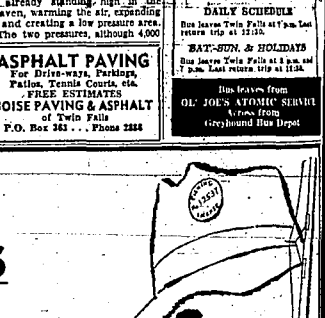 already standing, high in the
aven, warming the air, expanding
and creating a low pressure area.
The two pressures, although 4,000
ASPHALT PAVING
For Drive-ways, Parkings,
Patios, Tennis Courts, etc.
FREE ESTIMATES
OISE PAVING & ASPHALT
of Twin Falls
P.O. Box 363 . . . Phone 2888
DAILY SCHEDULE
Bus leaves Twin Falls at 7 p.m. Last
return trip at 12:30.
SAT.-SUN. & HOLIDAYS
Bus leaves Twin Falls at 2 p.m. and
7 p.m. Last return trip at 11:30.
Bus leaves from
OL' JOE'S ATOMIC SERVICE
Across from
Greyhound Bus Depot
S